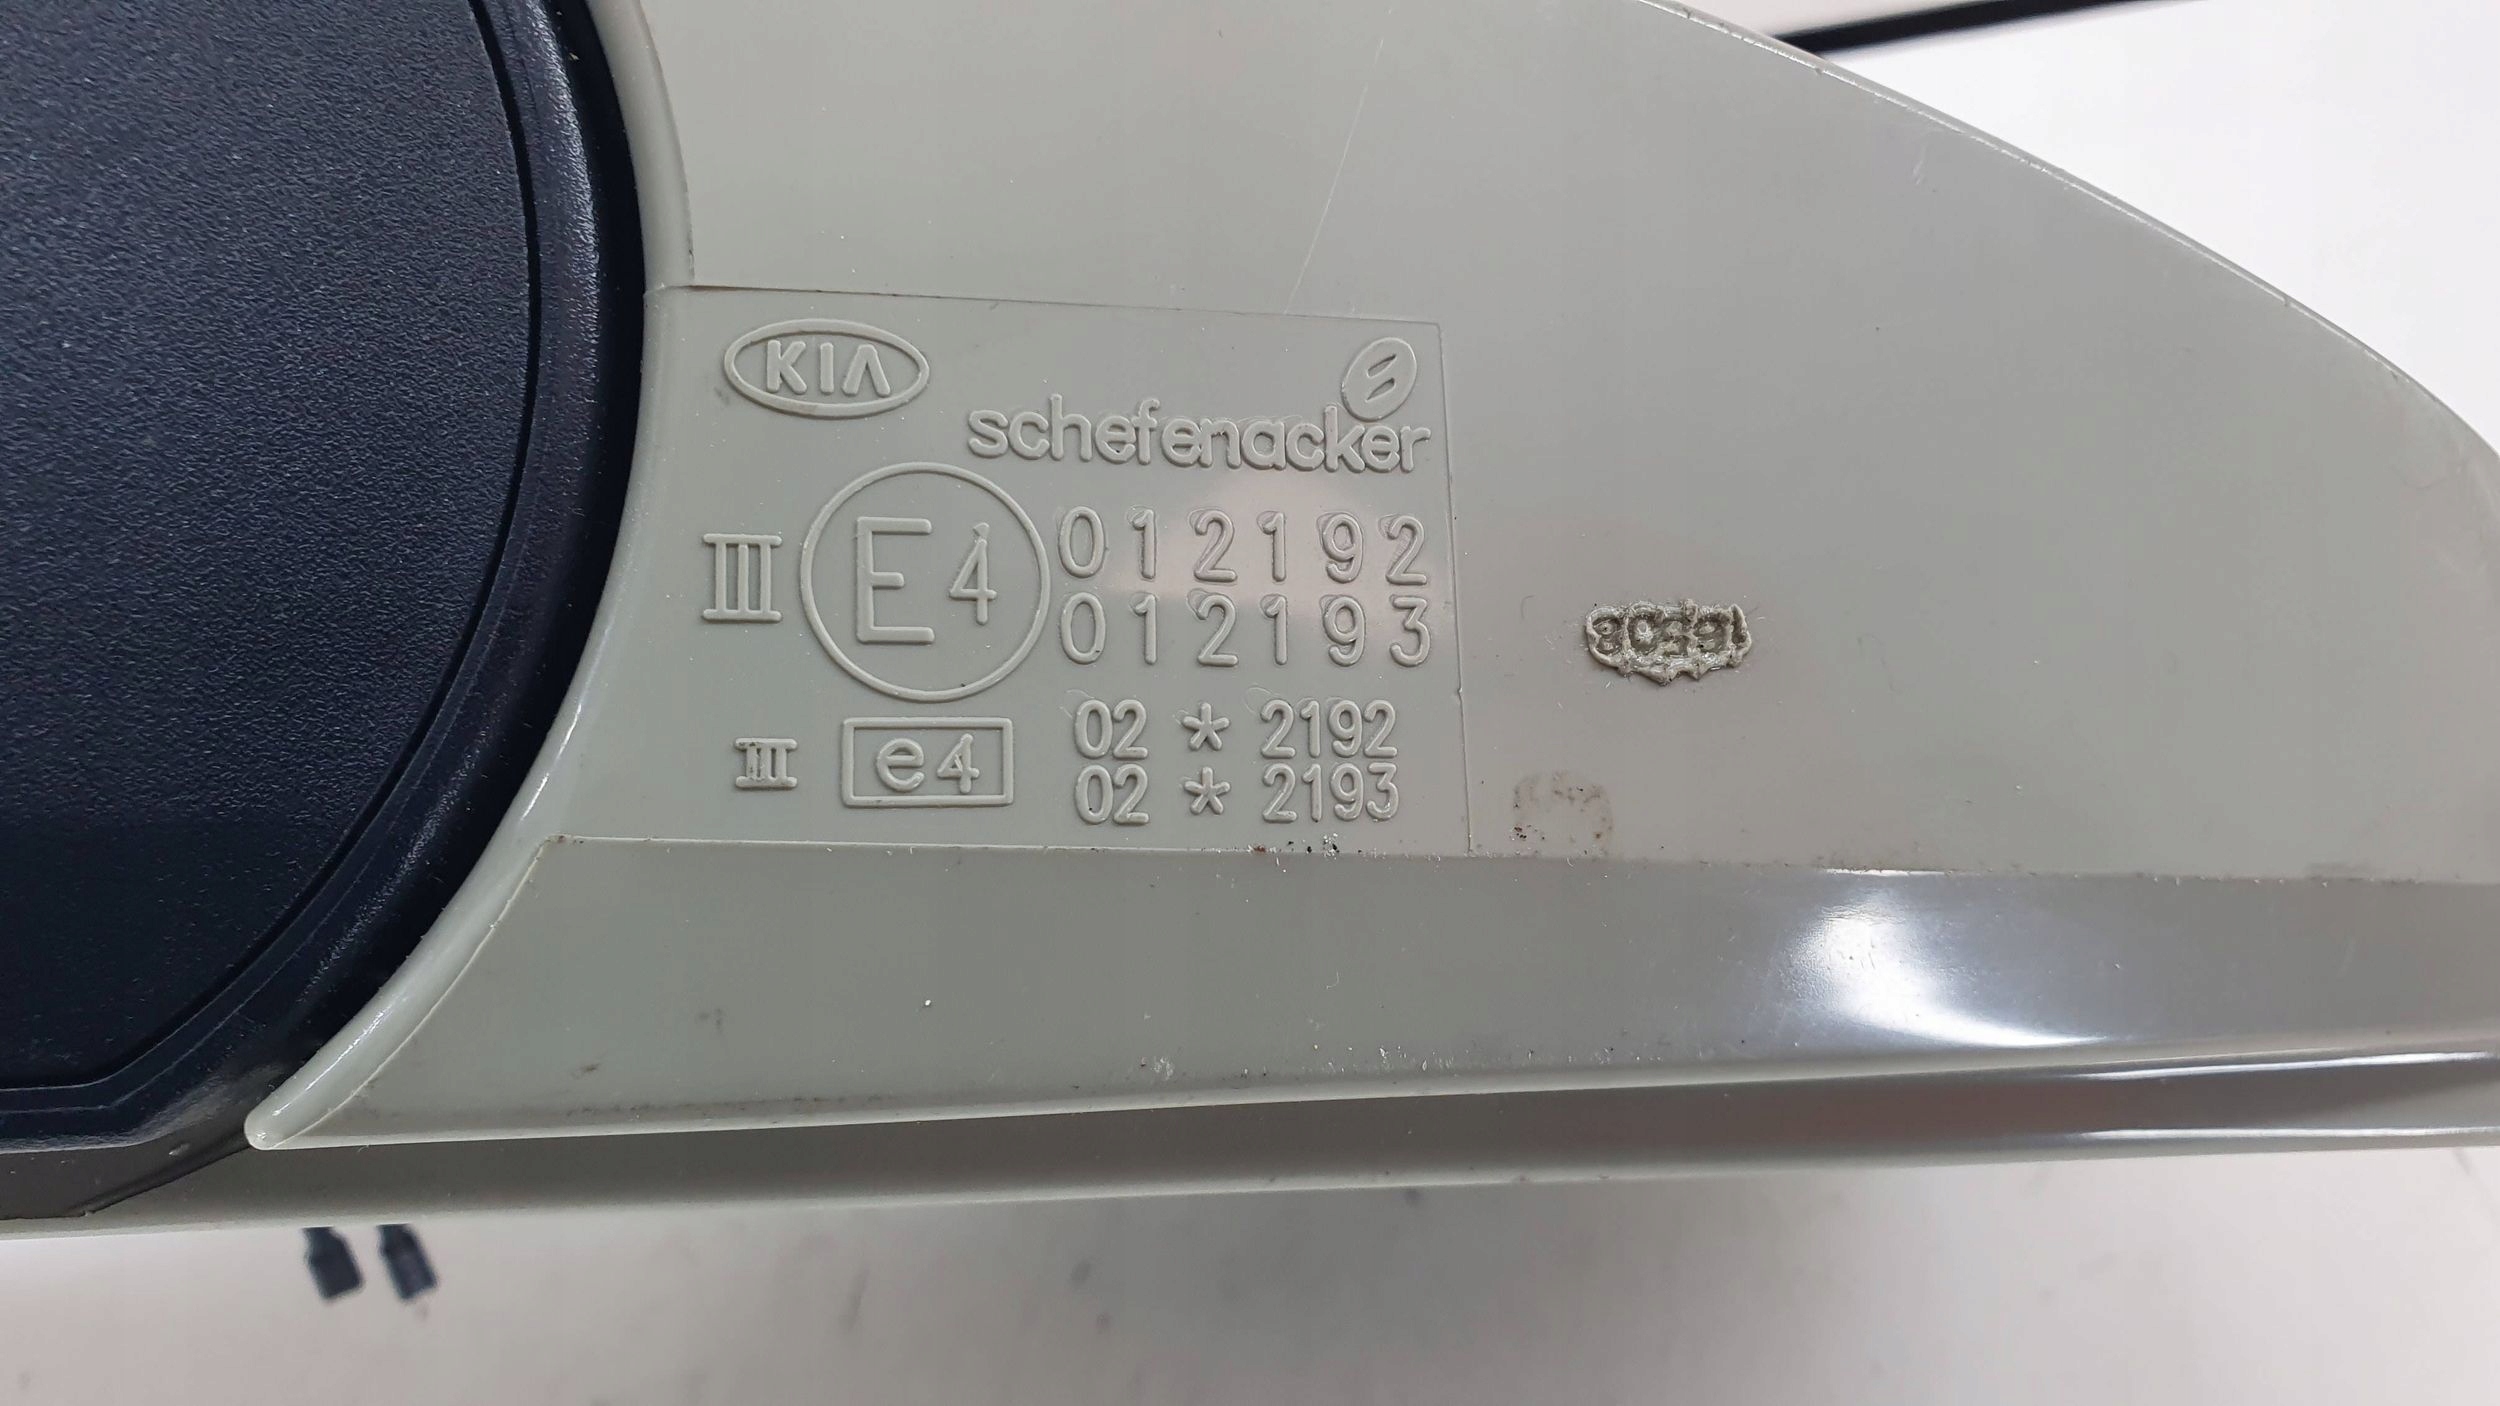 KIA
schefenacker
III E4 012192
012193
III e4 02 * 2192
02 * 2193